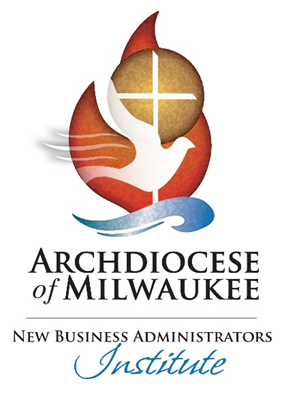 ARCHDIOCESE
of MILWAUKEE
NEW BUSINESS ADMINISTRATORS
Institute